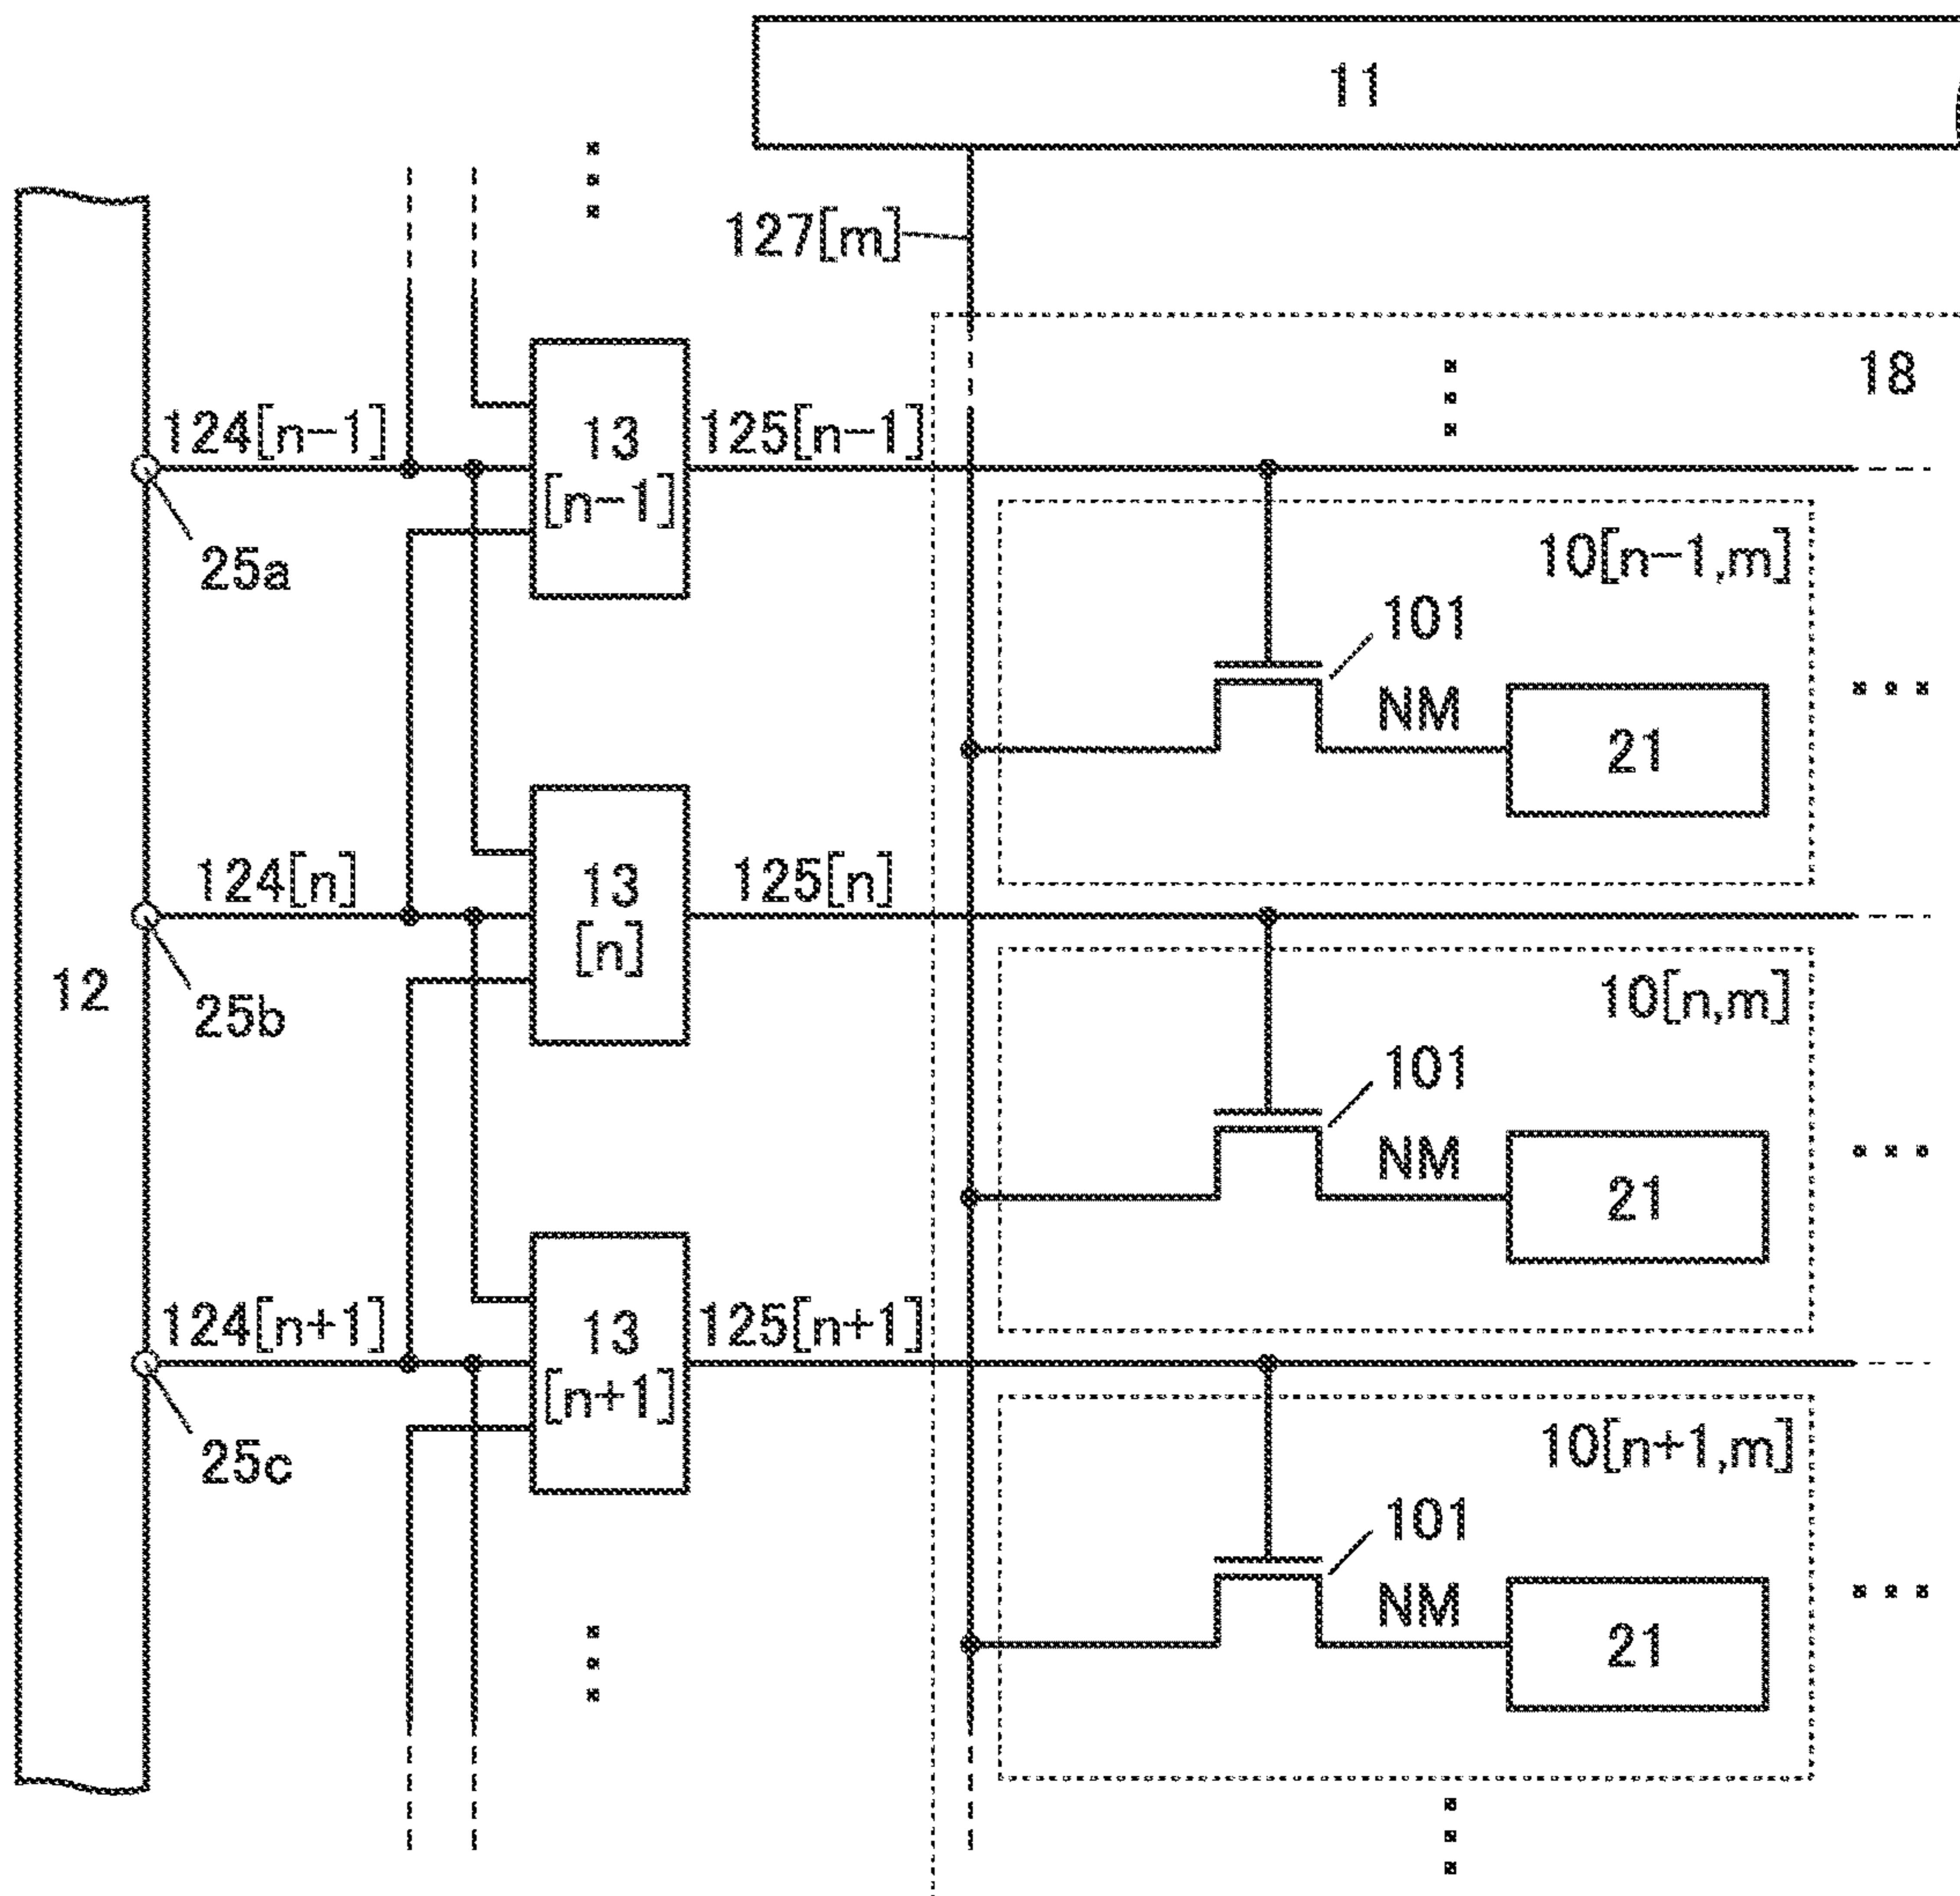 11
127[m]
18
124[n-1]
13
[n-1]
125[n-1]
25a
10[n-1,m]
101
NM
21
124[n]
13
[n]
125[n]
12
25b
10[n,m]
101
NM
21
124[n+1]
13
[n+1]
125[n+1]
25c
10[n+1,m]
101
NM
21